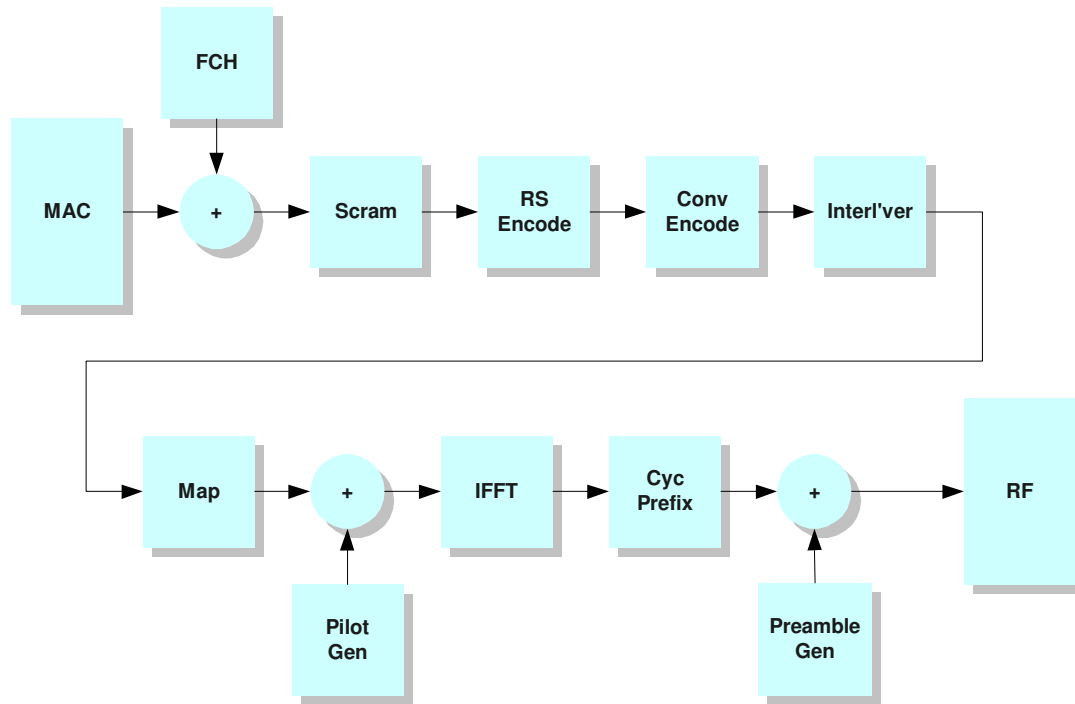 FCH
MAC
+
Scram
RS
Encode
Conv
Encode
Interl'ver
Map
+
IFFT
Cyc
Prefix
+
RF
Pilot
Gen
Preamble
Gen